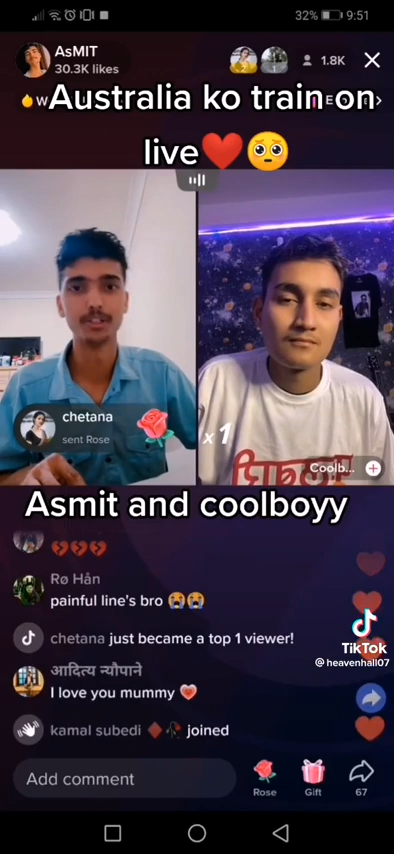 32% 9:51
AsMIT
30.3K likes
1.8K
Australia ko train on
live❤️🥺
chetana
sent Rose
x1
Coolb...
Asmit and coolboyy
💔💔💔
Rø Hån
painful line's bro 😭😭
chetana just became a top 1 viewer!
आदित्य न्यौपाने
I love you mummy 💗
kamal subedi ♦️🥀 joined
TikTok
@heavenhall07
Add comment
Rose
Gift
67